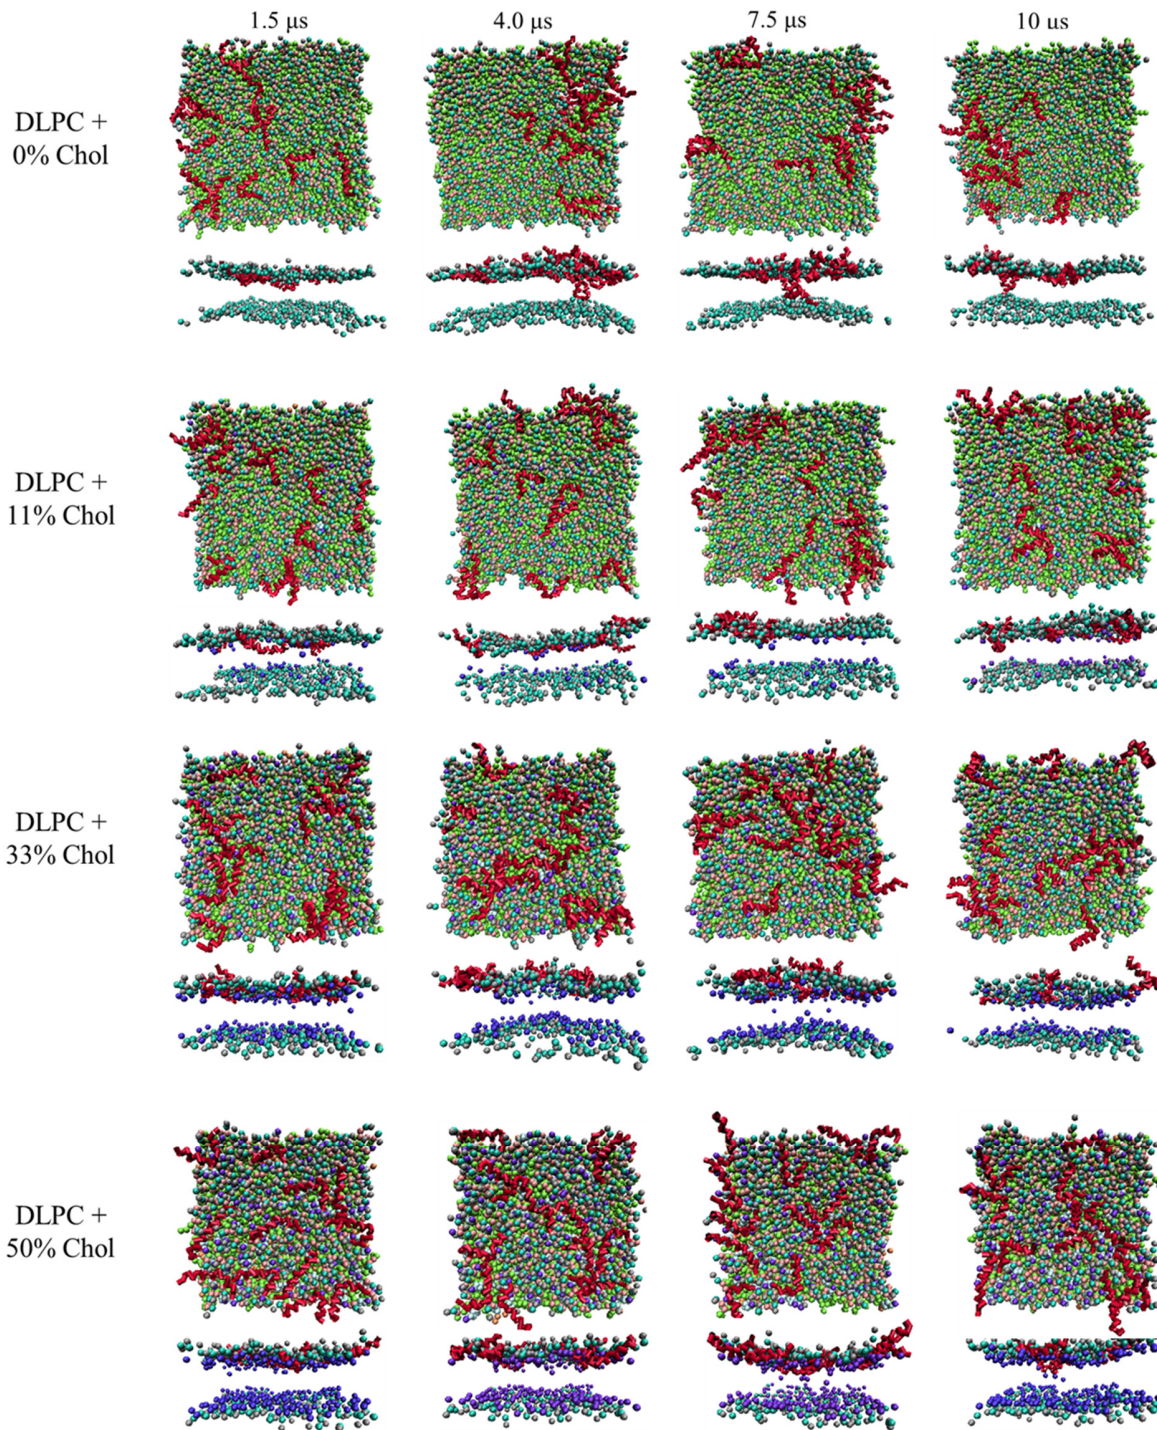 1.5 μs 4.0 μs 7.5 μs 10 μs
DLPC +
0% Chol
DLPC +
11% Chol
DLPC +
33% Chol
DLPC +
50% Chol